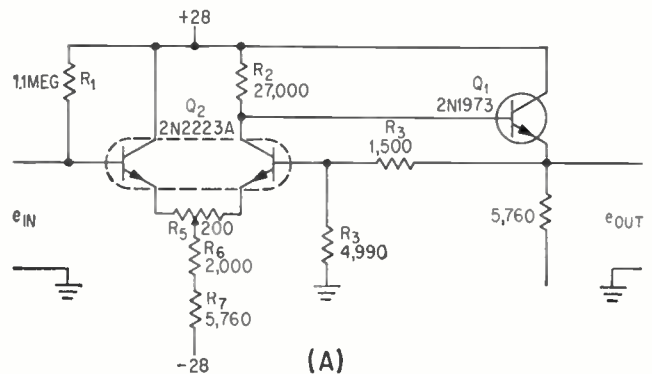 +28
1.1MEG R1
R2
27,000
Q2
2N2223A
Q1
2N1973
R3
1,500
eIN
R5 200
R6
2,000
R7
5,760
-28
R3
4,990
5,760
eOUT
(A)